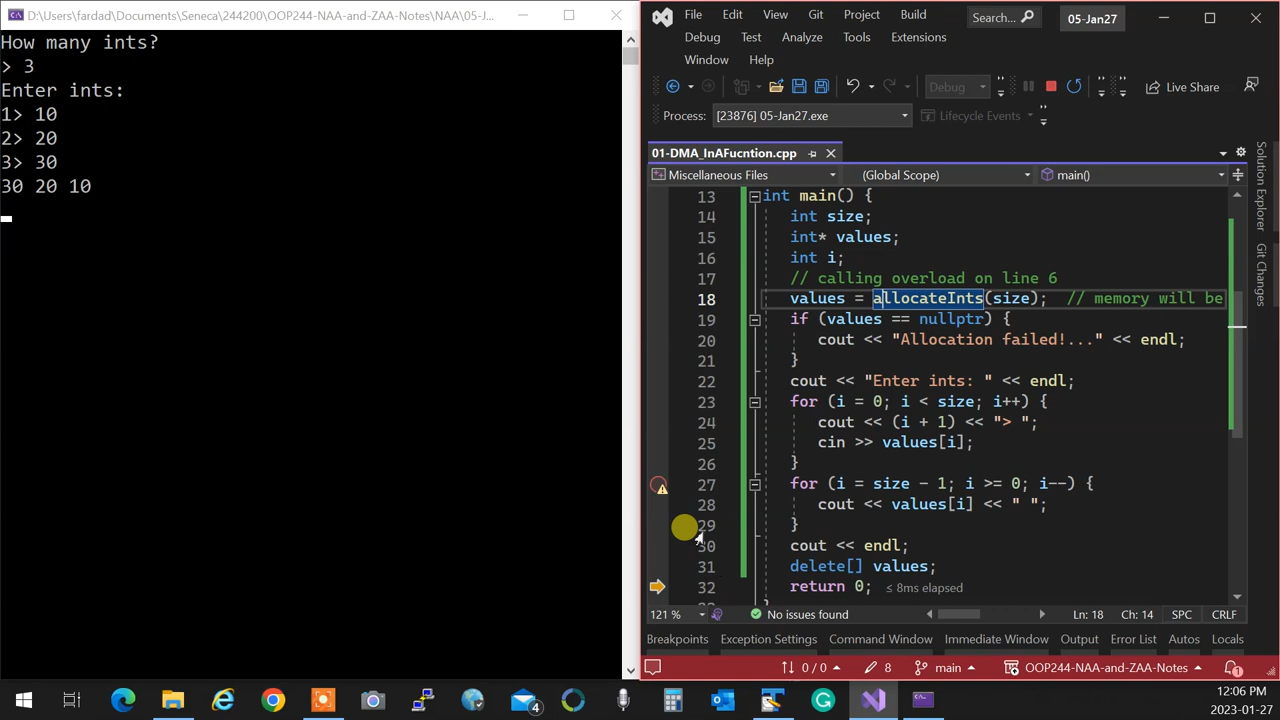 D:\Users\fardad\Documents\Seneca\244200\OOP244-NAA-and-ZAA-Notes\NAA\05-J...
How many ints?
> 3
Enter ints:
1> 10
2> 20
3> 30
30 20 10
File Edit View Git Project Build Search... 05-Jan27
Debug Test Analyze Tools Extensions
Window Help
Debug Live Share
Process: [23876] 05-Jan27.exe Lifecycle Events
01-DMA_InAFucntion.cpp
Miscellaneous Files (Global Scope) main()
13 int main() {
14 int size;
15 int* values;
16 int i;
17 // calling overload on line 6
18 values = allocateInts(size); // memory will be
19 if (values == nullptr) {
20 cout << "Allocation failed!..." << endl;
21 }
22 cout << "Enter ints: " << endl;
23 for (i = 0; i < size; i++) {
24 cout << (i + 1) << "> ";
25 cin >> values[i];
26 }
27 for (i = size - 1; i >= 0; i--) {
28 cout << values[i] << " ";
29 }
30 cout << endl;
31 delete[] values;
32 return 0; ≤ 8ms elapsed
121 % No issues found Ln: 18 Ch: 14 SPC CRLF
Breakpoints Exception Settings Command Window Immediate Window Output Error List Autos Locals
0 / 0 8 main OOP244-NAA-and-ZAA-Notes 1
Solution Explorer
Git Changes
4
12:06 PM
2023-01-27